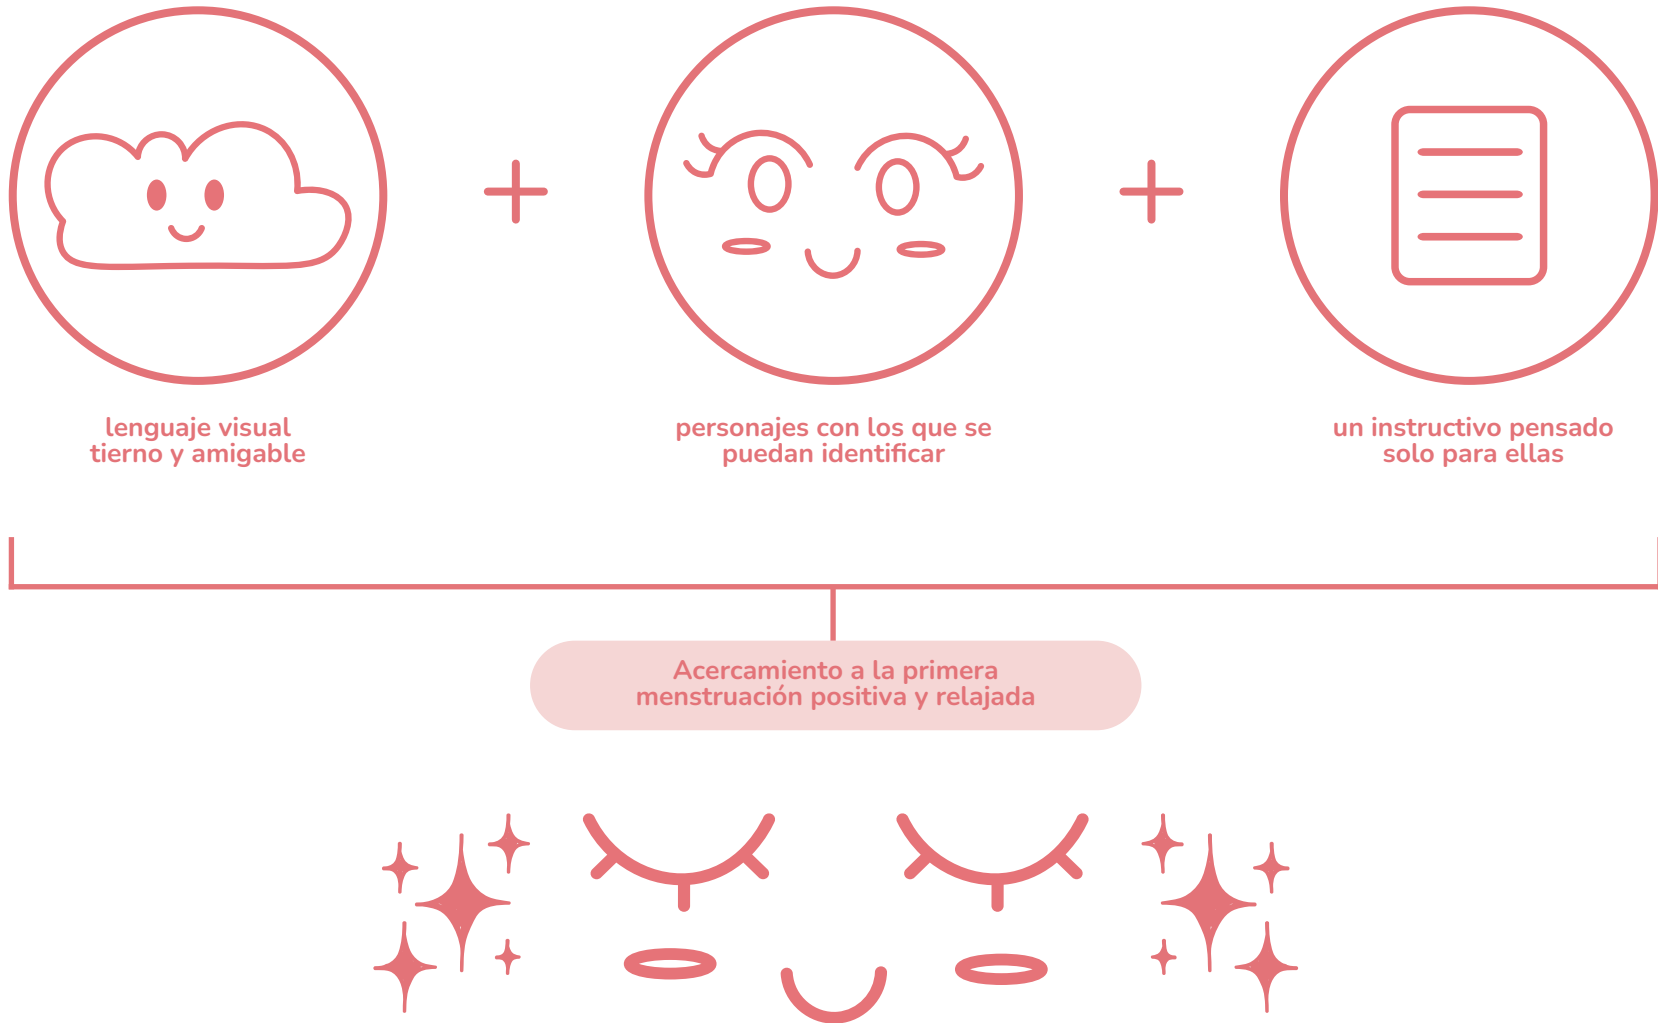 lenguaje visual
tierno y amigable
personajes con los que se
puedan identificar
un instructivo pensado
solo para ellas
Acercamiento a la primera
menstruación positiva y relajada